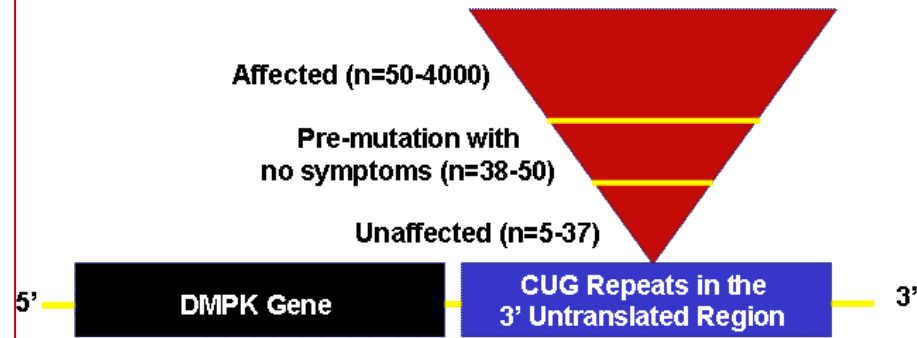 Affected (n=50-4000)
Pre-mutation with
no symptoms (n=38-50)
Unaffected (n=5-37)
5’
DMPK Gene
CUG Repeats in the
3’ Untranslated Region
3’